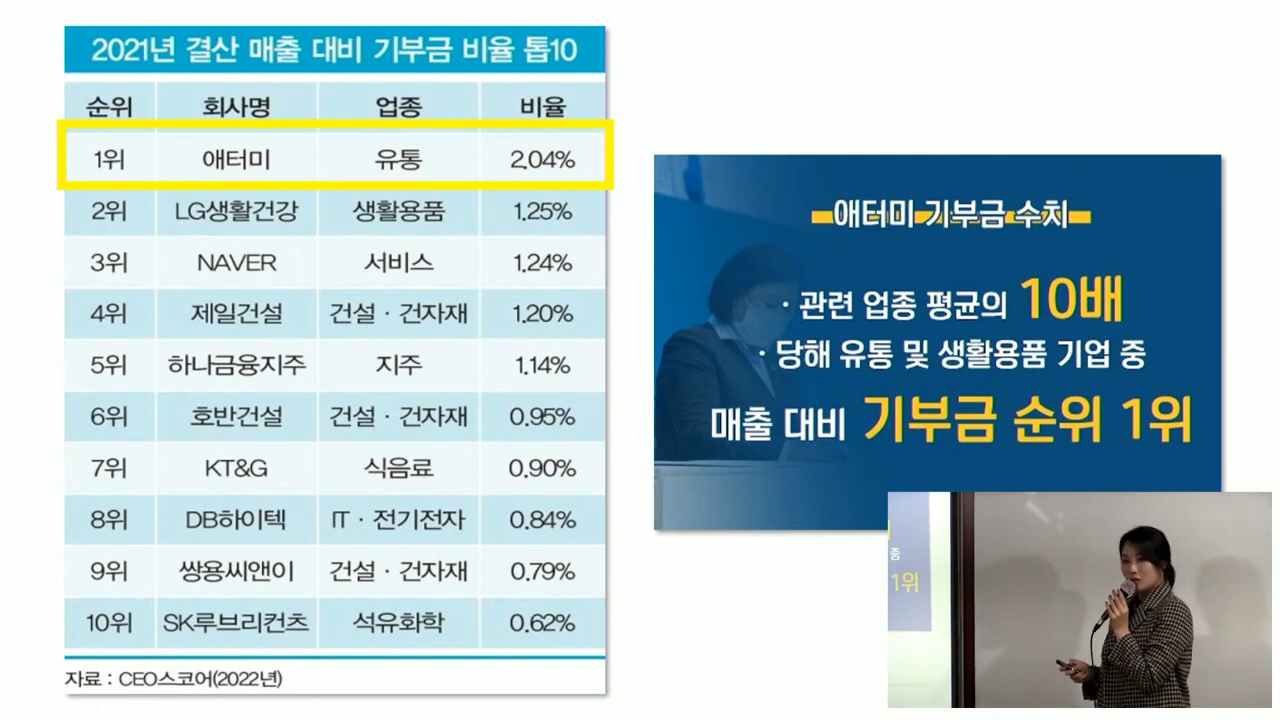 2021년 결산 매출 대비 기부금 비율 톱10
순위 회사명 업종 비율
1위 애터미 유통 2.04%
2위 LG생활건강 생활용품 1.25%
3위 NAVER 서비스 1.24%
4위 제일건설 건설·건자재 1.20%
5위 하나금융지주 지주 1.14%
6위 호반건설 건설·건자재 0.95%
7위 KT&G 식음료 0.90%
8위 DB하이텍 IT·전기전자 0.84%
9위 쌍용씨앤이 건설·건자재 0.79%
10위 SK루브리컨츠 석유화학 0.62%
자료 : CEO스코어(2022년)
애터미 기부금 수치
· 관련 업종 평균의 10배
· 당해 유통 및 생활용품 기업 중
매출 대비 기부금 순위 1위
중
1위